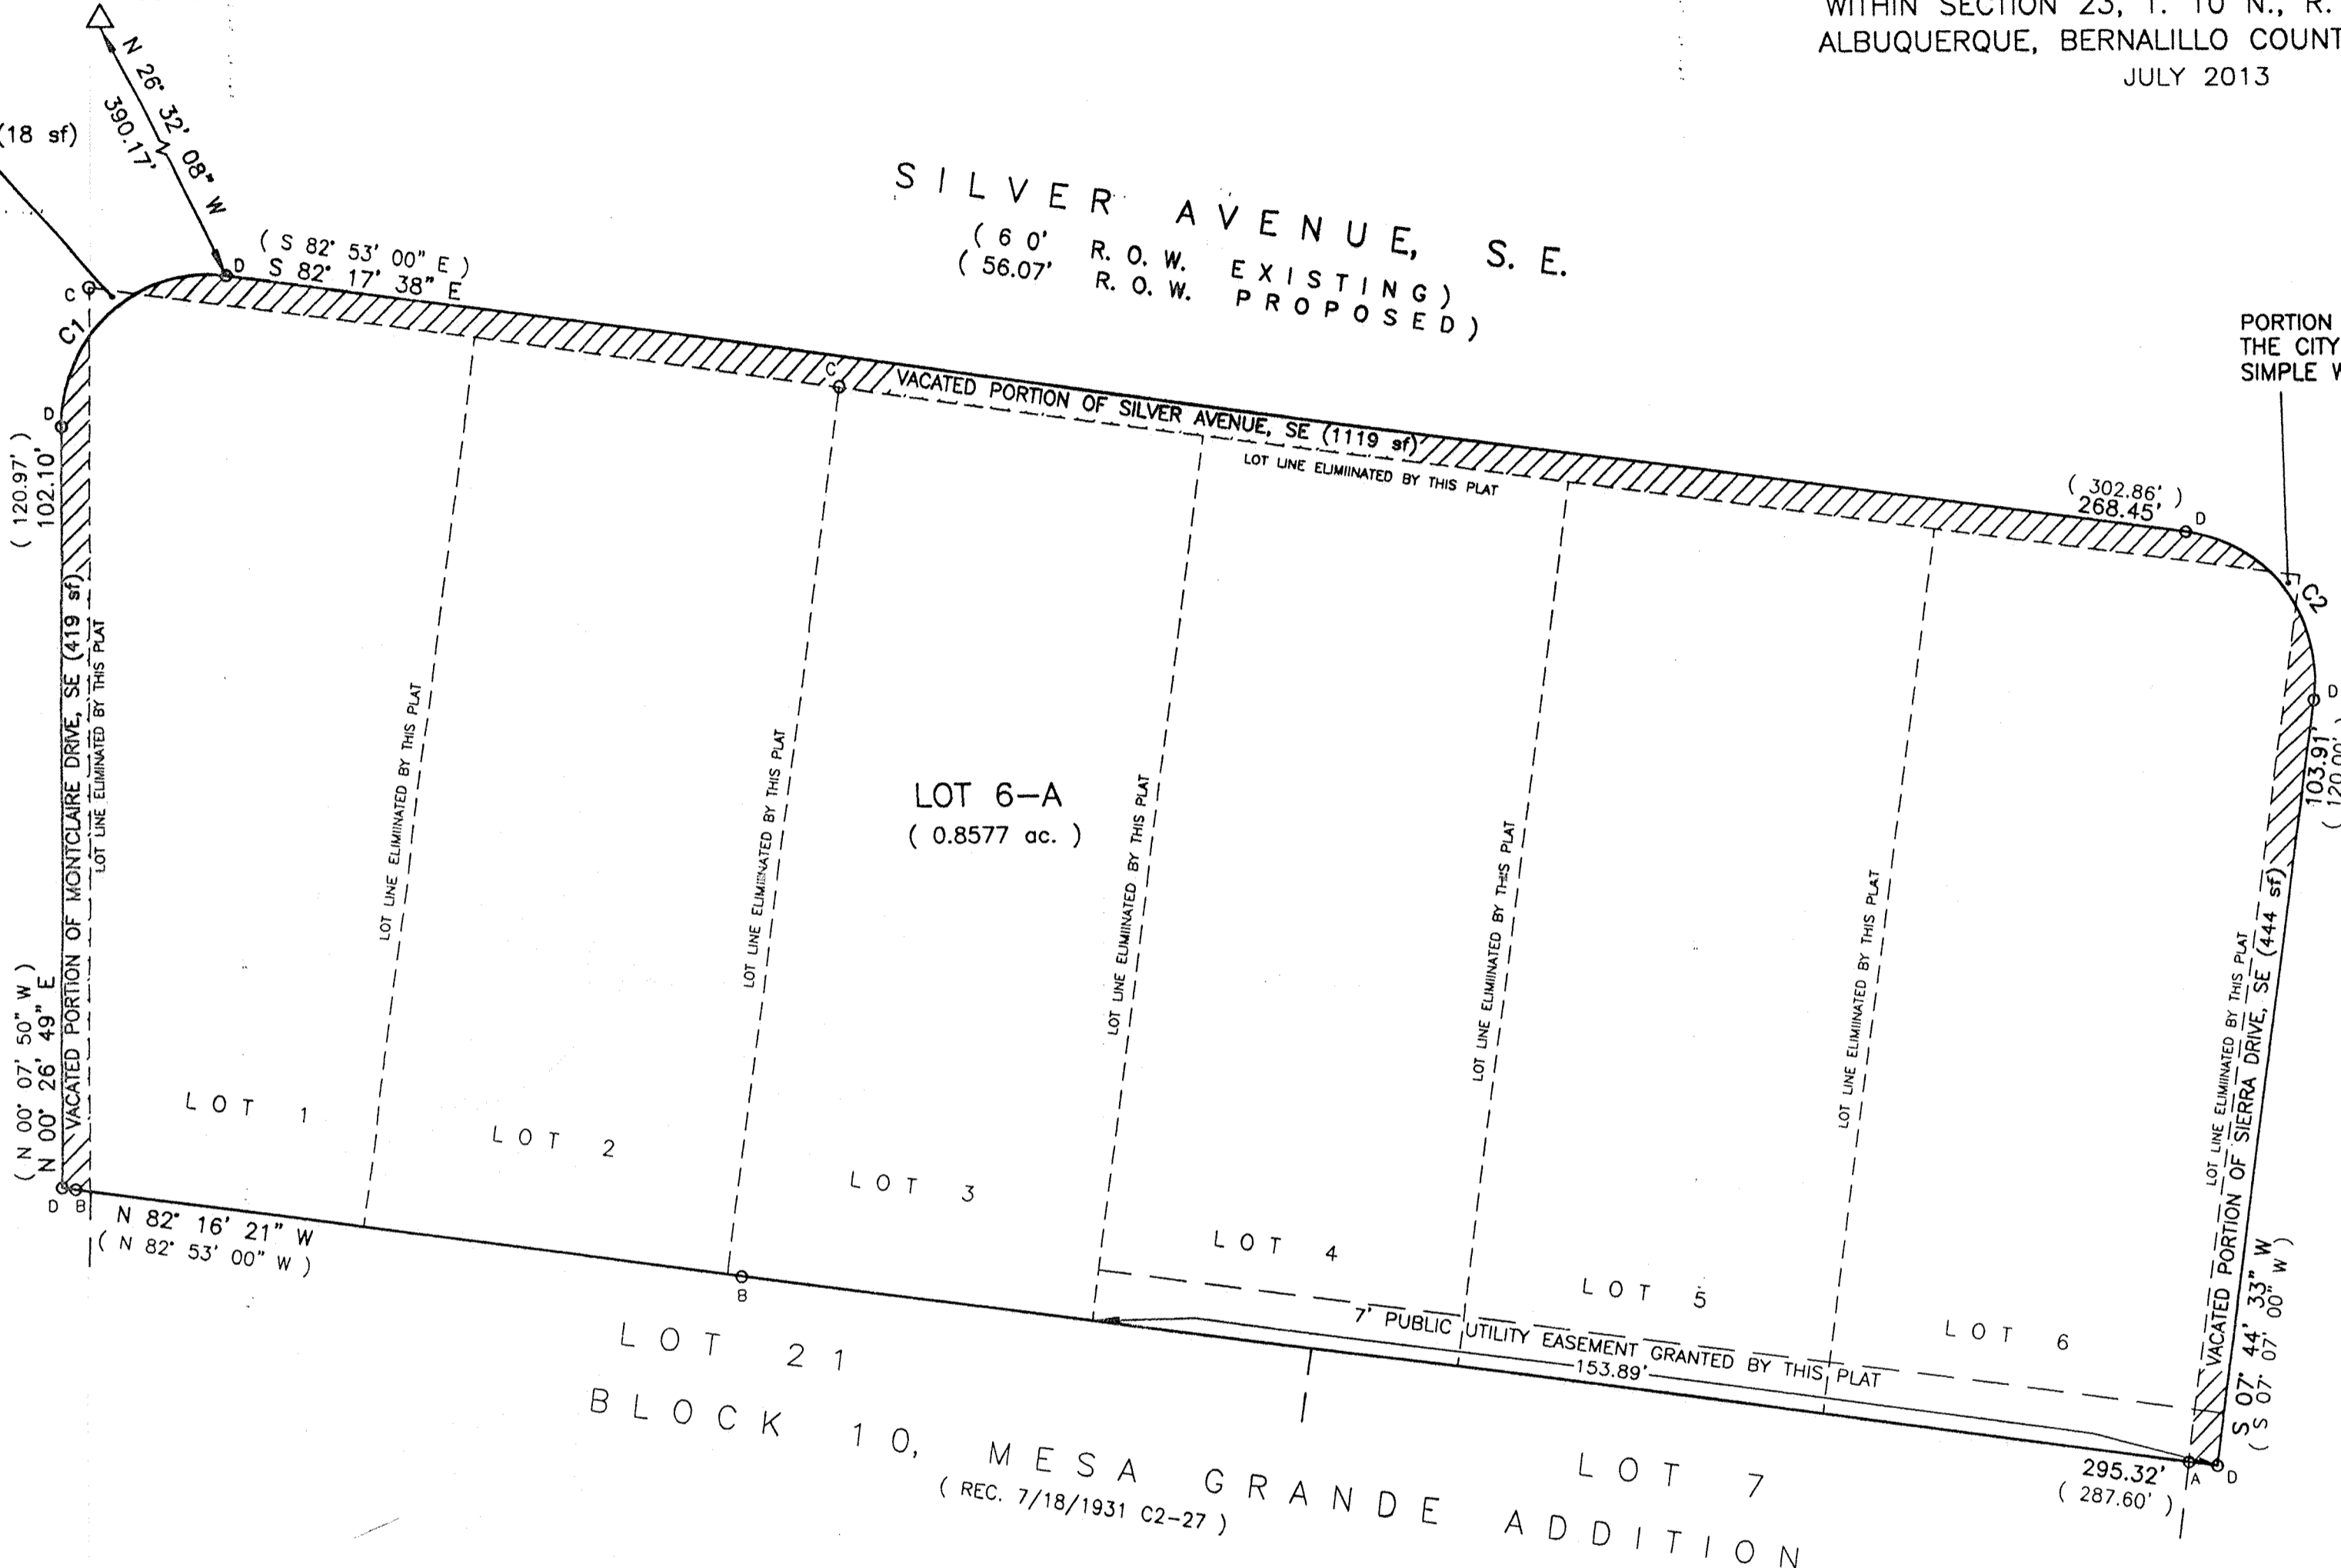 WITHIN SECTION 23, T. 10 N., R.
ALBUQUERQUE, BERNALILLO COUNT
JULY 2013
N 26° 32' 08" W
390.17'
(18 sf)
SILVER AVENUE, S. E.
( 60' R. O. W. EXISTING)
( 56.07' R. O. W. PROPOSED )
( S 82° 53' 00" E )
S 82° 17' 38" E
D
C
C1
D
C
VACATED PORTION OF SILVER AVENUE, SE (1119 sf)
LOT LINE ELIMIINATED BY THIS PLAT
PORTION
THE CITY
SIMPLE W
( 302.86' )
268.45'
D
C2
D
103.91'
( 120.00' )
( 120.97' )
102.10'
VACATED PORTION OF MONTCLAIRE DRIVE, SE (419 sf)
LOT LINE ELIMINATED BY THIS PLAT
LOT LINE ELIMIINATED BY THIS PLAT
LOT LINE ELIMIINATED BY THIS PLAT
LOT LINE ELIMIINATED BY THIS PLAT
LOT LINE ELIMIINATED BY THIS PLAT
LOT LINE ELIMIINATED BY THIS PLAT
LOT LINE ELIMIINATED BY THIS PLAT
VACATED PORTION OF SIERRA DRIVE, SE (444 sf)
LOT 6-A
( 0.8577 ac. )
( N 00° 07' 50" W )
N 00° 26' 49" E
LOT 1
LOT 2
LOT 3
LOT 4
LOT 5
LOT 6
D
B
N 82° 16' 21" W
( N 82° 53' 00" W )
B
7' PUBLIC UTILITY EASEMENT GRANTED BY THIS PLAT
153.89'
S 07° 44' 33" W
( S 07° 07' 00" W )
LOT 21
LOT 7
295.32'
( 287.60' )
A
D
BLOCK 10, MESA GRANDE ADDITION
( REC. 7/18/1931 C2-27 )